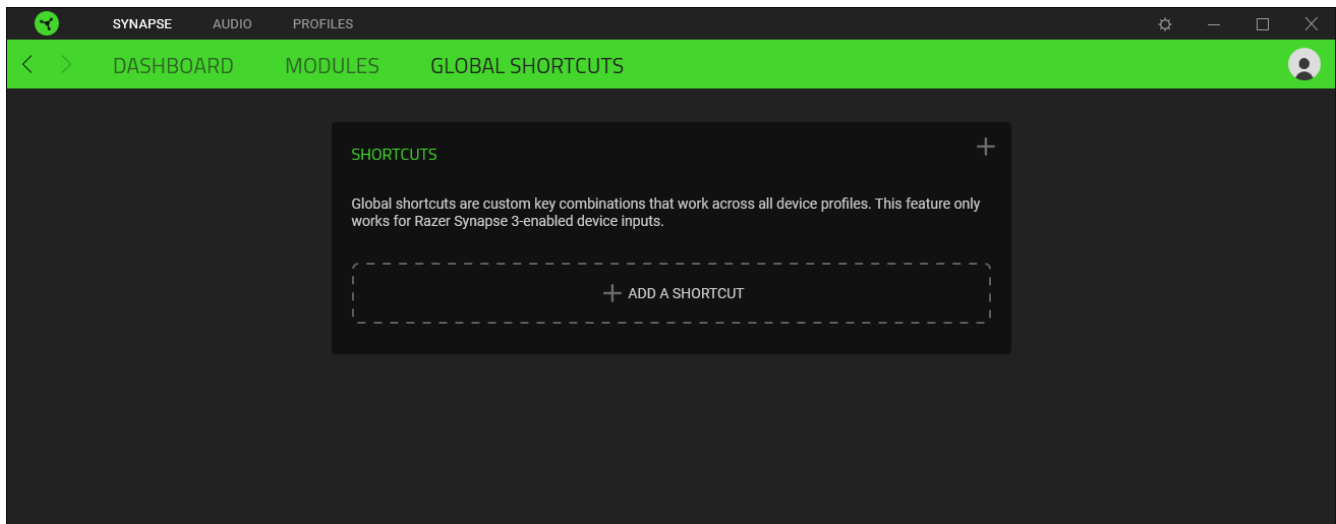 SYNAPSE AUDIO PROFILES
DASHBOARD MODULES GLOBAL SHORTCUTS
SHORTCUTS
Global shortcuts are custom key combinations that work across all device profiles. This feature only
works for Razer Synapse 3-enabled device inputs.
ADD A SHORTCUT